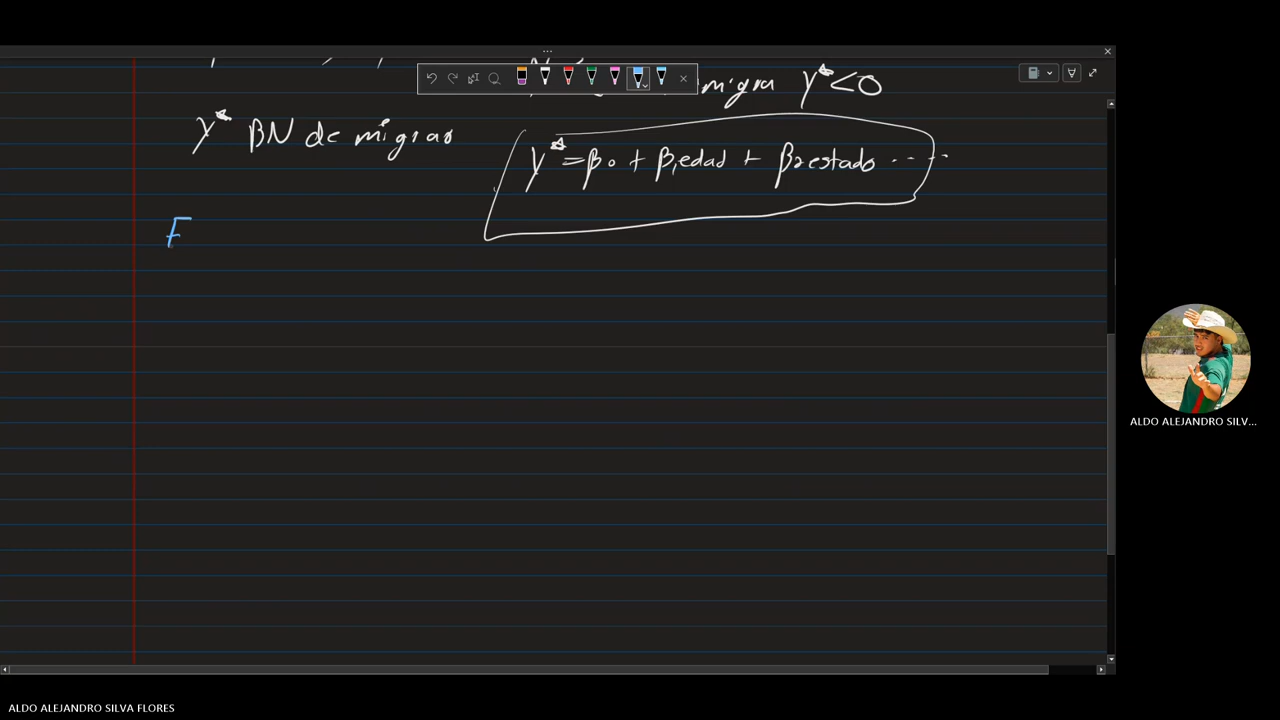 migra y* < 0
y* BN de migrar
y* = β0 + β1edad + β2estado ....
F
ALDO ALEJANDRO SILV...
ALDO ALEJANDRO SILVA FLORES